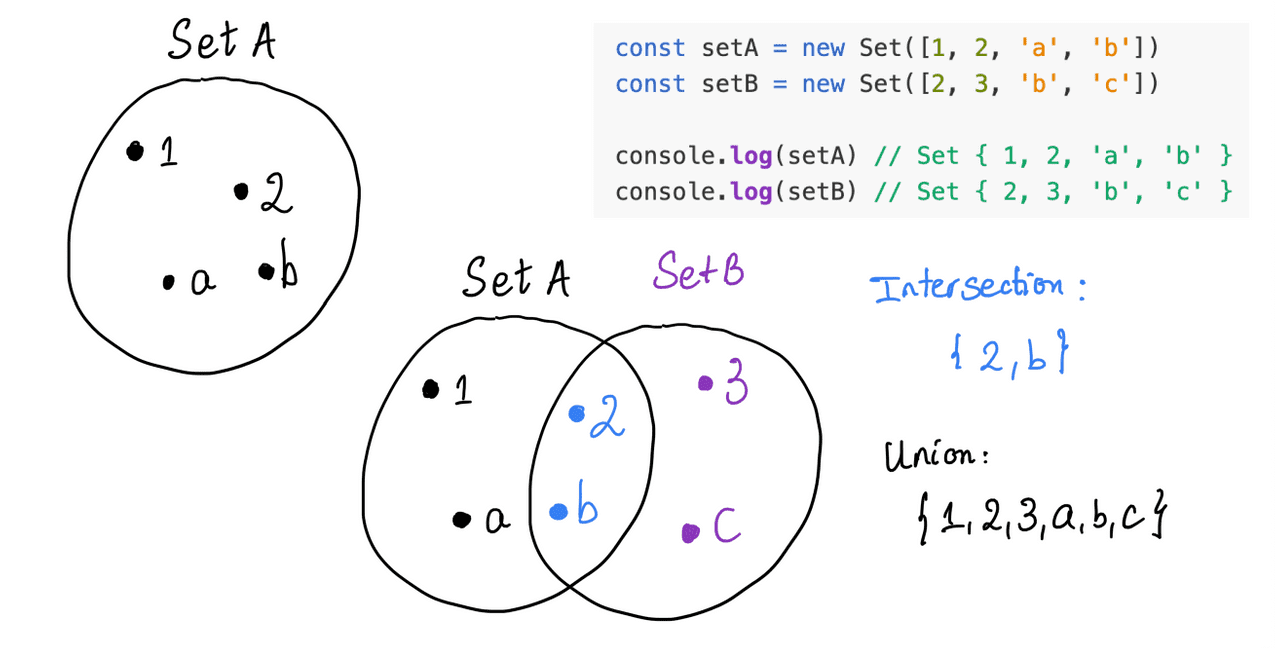 Set A
1
2
a
b
const setA = new Set([1, 2, 'a', 'b'])
const setB = new Set([2, 3, 'b', 'c'])
console.log(setA) // Set { 1, 2, 'a', 'b' }
console.log(setB) // Set { 2, 3, 'b', 'c' }
Set A
Set B
1
2
3
a
b
c
Intersection:
{ 2, b }
Union:
{ 1, 2, 3, a, b, c }